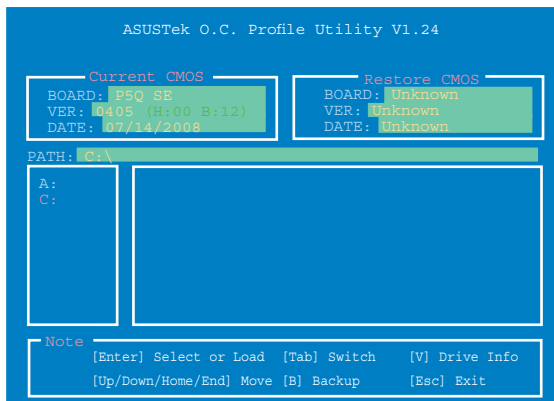 ASUSTek O.C. Profile Utility V1.24
Current CMOS
BOARD: P5Q SE
VER: 0405 (H:00 B:12)
DATE: 07/14/2008
Restore CMOS
BOARD: Unknown
VER: Unknown
DATE: Unknown
PATH: C:\
A:
C:
Note
[Enter] Select or Load [Tab] Switch [V] Drive Info
[Up/Down/Home/End] Move [B] Backup [Esc] Exit